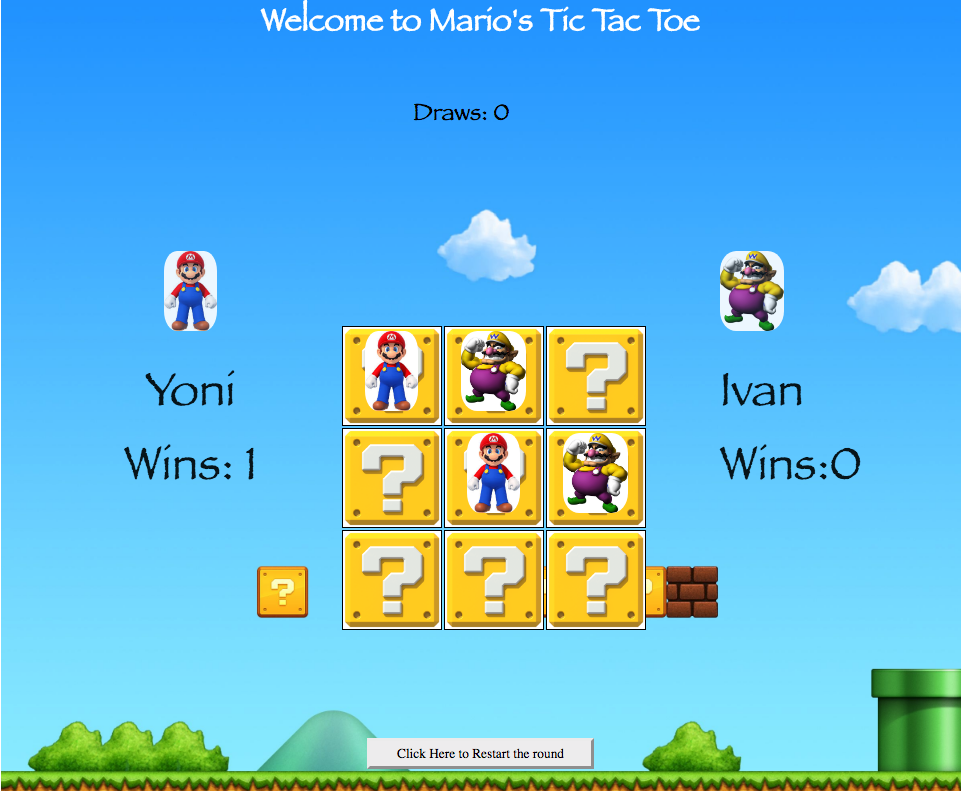 Welcome to Mario's Tic Tac Toe
Draws: 0
Yoni
Wins: 1
Ivan
Wins:0
? 
? 
? ? ?
? ?
Click Here to Restart the round